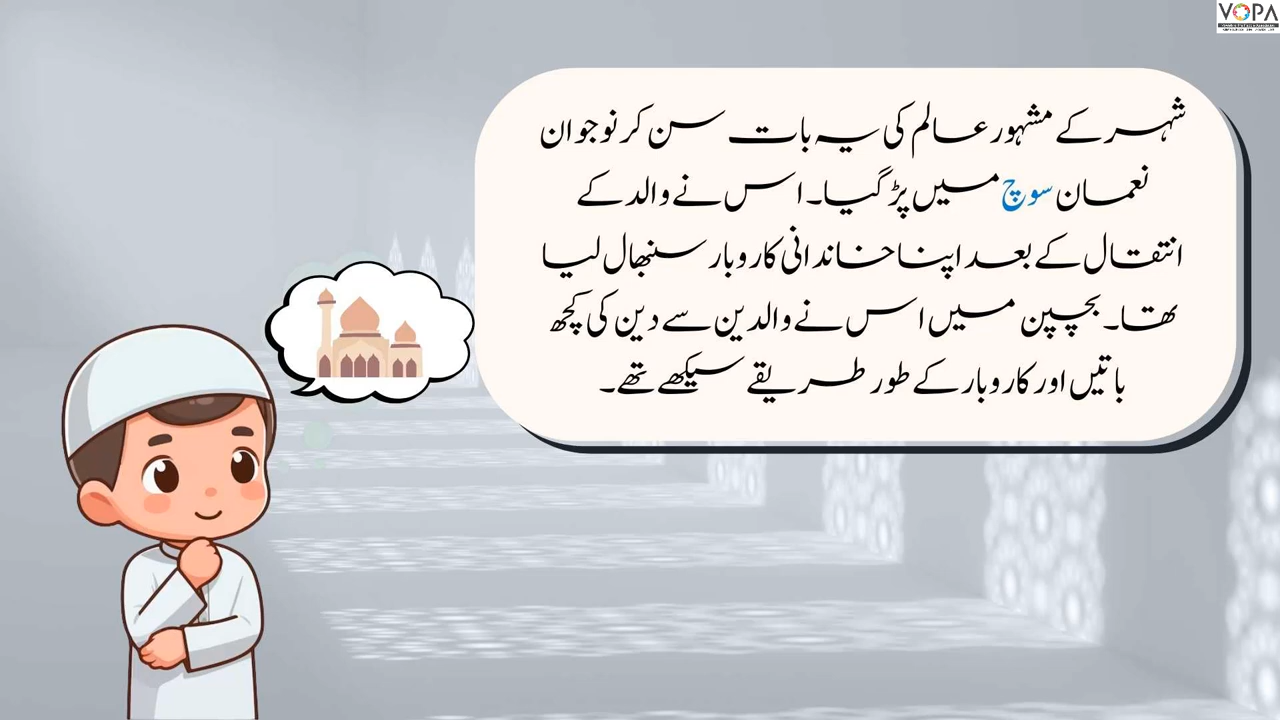 VOPA
شہر کے مشہور عالم کی یہ بات سن کر نوجوان
نعمان سوچ میں پڑ گیا۔ اس نے والد کے
انتقال کے بعد اپنا خاندانی کاروبار سنبھال لیا
تھا۔ بچپن میں اس نے والدین سے دین کی کچھ
باتیں اور کاروبار کے طور طریقے سیکھے تھے۔